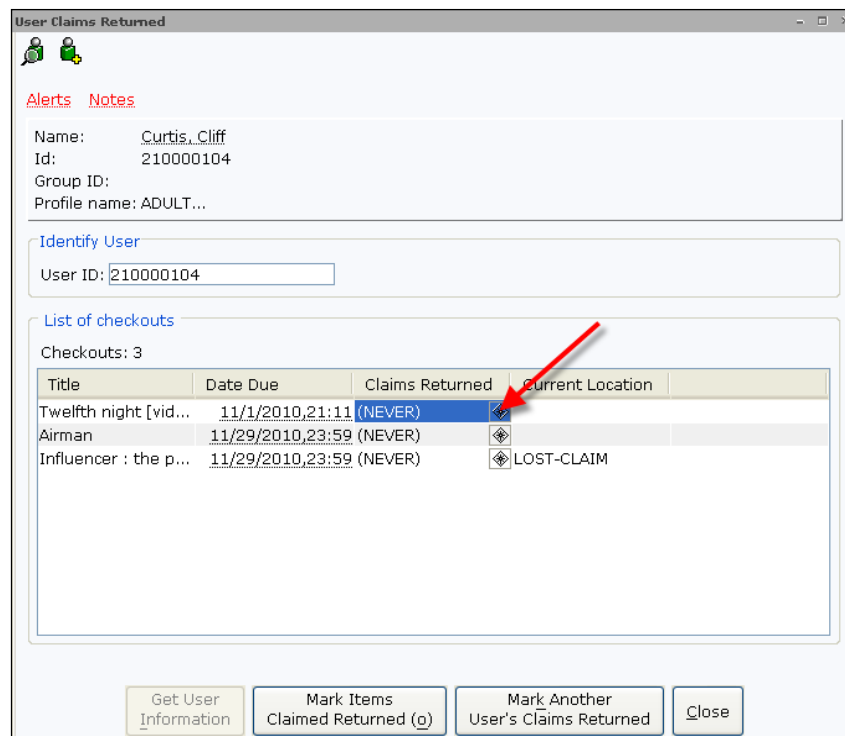 User Claims Returned
Alerts Notes
Name: Curtis, Cliff
Id: 210000104
Group ID:
Profile name: ADULT...
Identify User
User ID: 210000104
List of checkouts
Checkouts: 3
Title Date Due Claims Returned Current Location
Twelfth night [vid... 11/1/2010,21:11 (NEVER)
Airman 11/29/2010,23:59 (NEVER)
Influencer : the p... 11/29/2010,23:59 (NEVER) LOST-CLAIM
Get User Mark Items Mark Another
Information Claimed Returned (o) User's Claims Returned Close